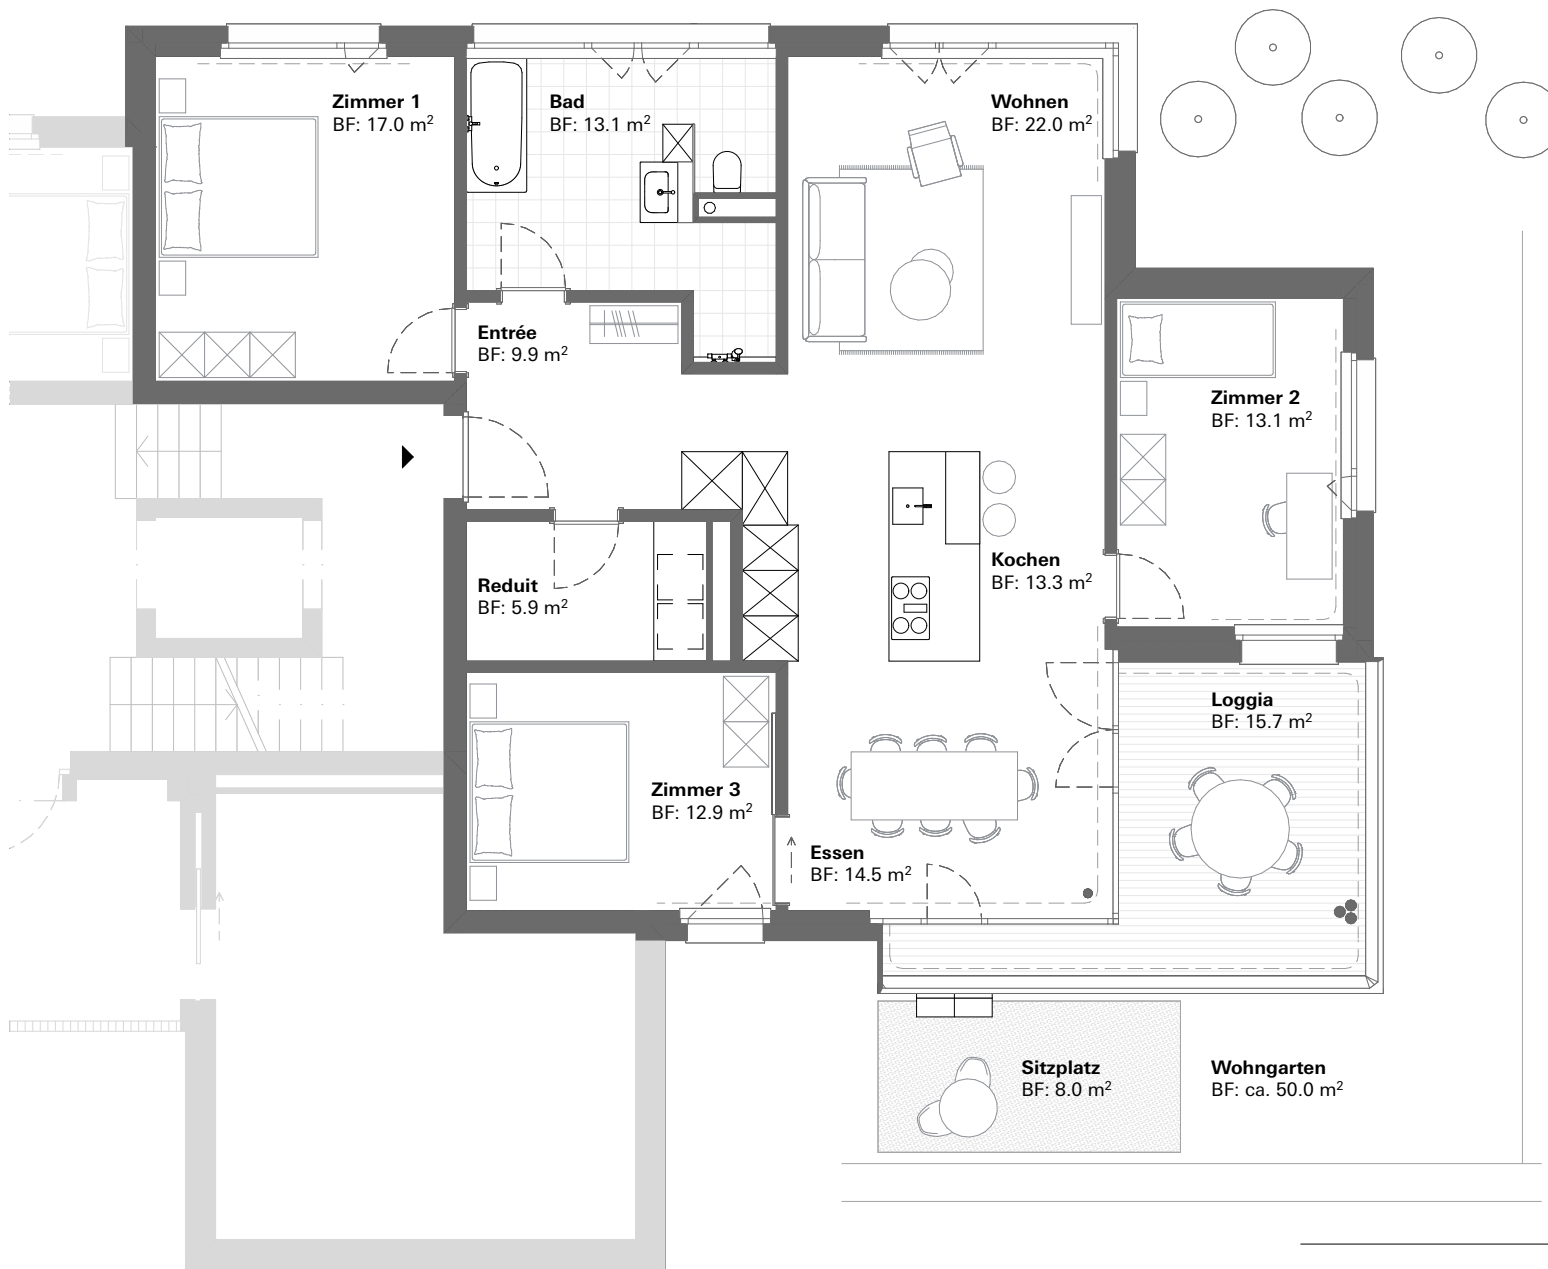 Zimmer 1
BF: 17.0 m²
Bad
BF: 13.1 m²
Wohnen
BF: 22.0 m²
Entrée
BF: 9.9 m²
Zimmer 2
BF: 13.1 m²
Kochen
BF: 13.3 m²
Reduit
BF: 5.9 m²
Loggia
BF: 15.7 m²
Zimmer 3
BF: 12.9 m²
Essen
BF: 14.5 m²
Sitzplatz
BF: 8.0 m²
Wohngarten
BF: ca. 50.0 m²